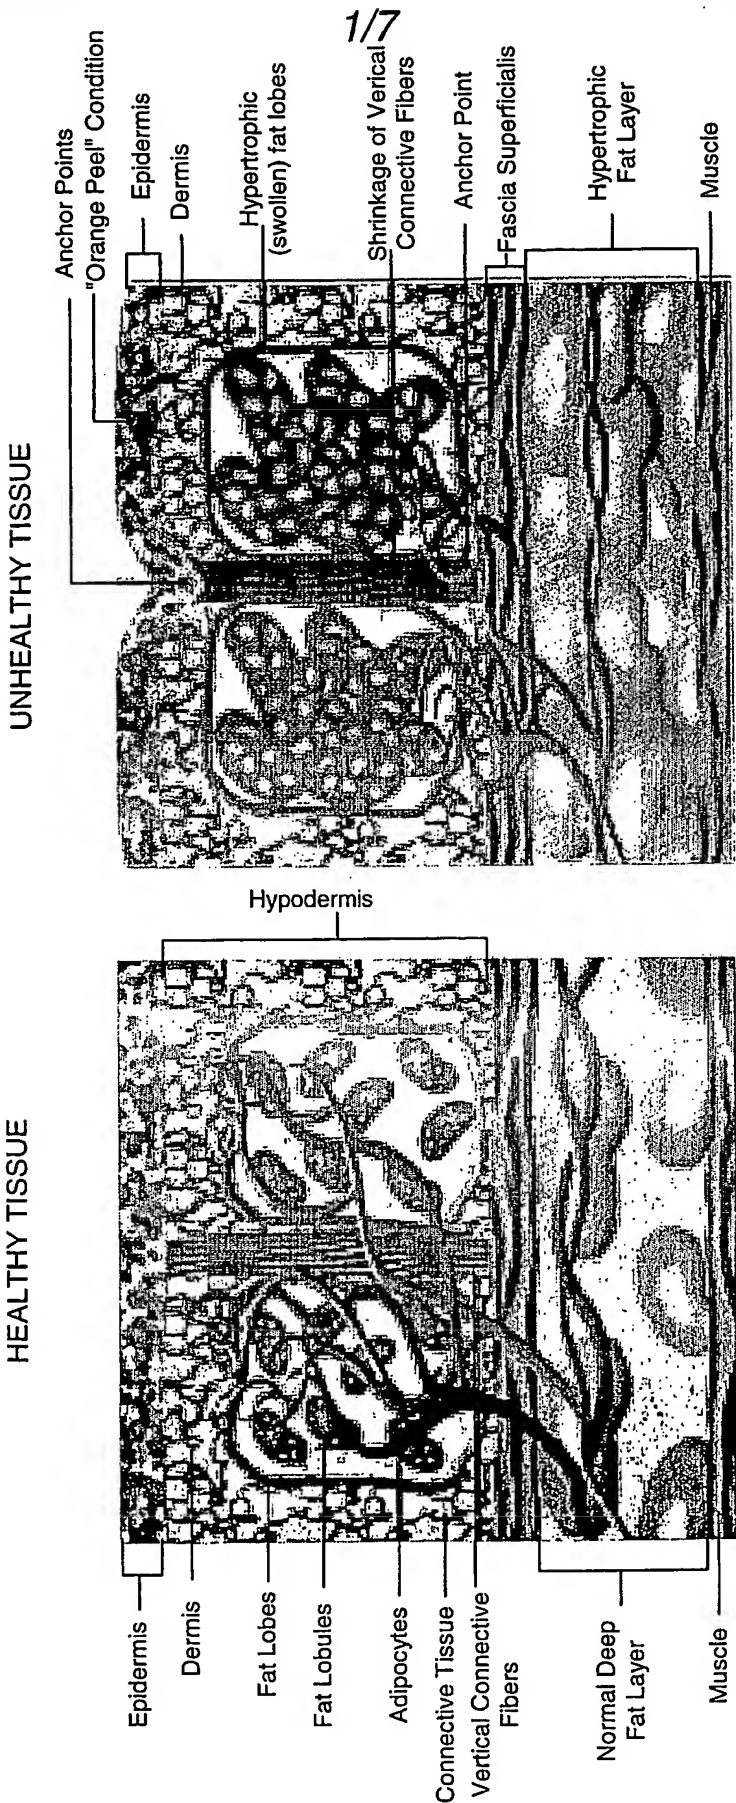 1/7
HEALTHY TISSUE
Epidermis
Dermis
Fat Lobes
Fat Lobules
Adipocytes
Connective Tissue
Vertical Connective
Fibers
Normal Deep
Fat Layer
Muscle
Hypodermis
UNHEALTHY TISSUE
Anchor Points
"Orange Peel" Condition
Epidermis
Dermis
Hypertrophic
(swollen) fat lobes
Shrinkage of Verical
Connective Fibers
Anchor Point
Fascia Superficialis
Hypertrophic
Fat Layer
Muscle